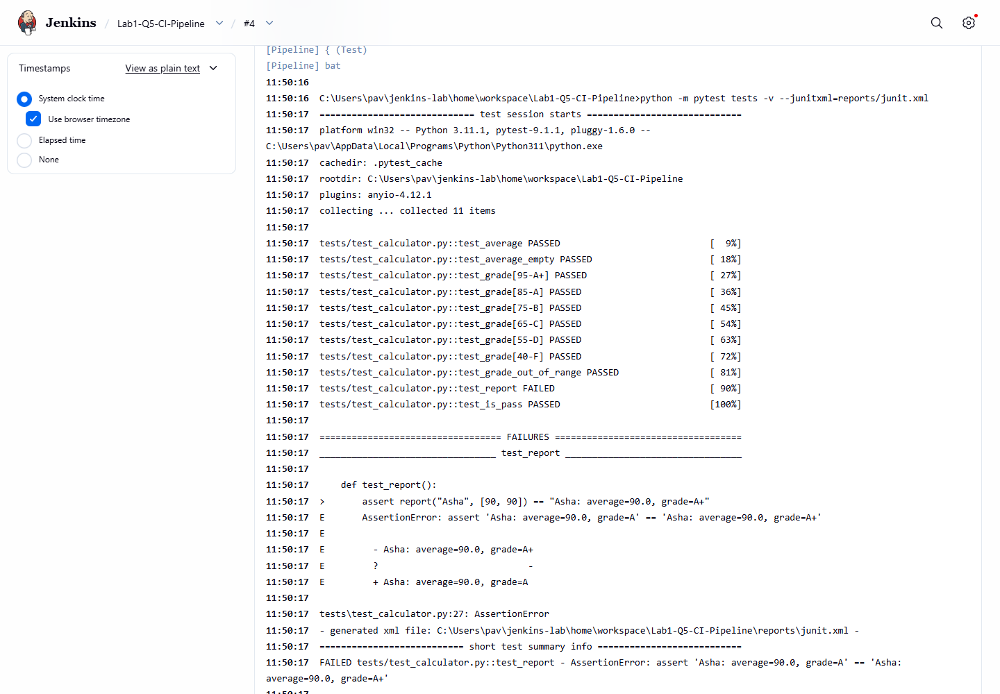 Jenkins / Lab1-Q5-CI-Pipeline / #4
Timestamps View as plain text
System clock time
Use browser timezone
Elapsed time
None
[Pipeline] { (Test)
[Pipeline] bat
11:50:16
11:50:16 C:\Users\pav\jenkins-lab\home\workspace\Lab1-Q5-CI-Pipeline>python -m pytest tests -v --junitxml=reports/junit.xml
11:50:17 ============================= test session starts =============================
11:50:17 platform win32 -- Python 3.11.1, pytest-9.1.1, pluggy-1.6.0 --
C:\Users\pav\AppData\Local\Programs\Python\Python311\python.exe
11:50:17 cachedir: .pytest_cache
11:50:17 rootdir: C:\Users\pav\jenkins-lab\home\workspace\Lab1-Q5-CI-Pipeline
11:50:17 plugins: anyio-4.12.1
11:50:17 collecting ... collected 11 items
11:50:17
11:50:17 tests/test_calculator.py::test_average PASSED [  9%]
11:50:17 tests/test_calculator.py::test_average_empty PASSED [ 18%]
11:50:17 tests/test_calculator.py::test_grade[95-A+] PASSED [ 27%]
11:50:17 tests/test_calculator.py::test_grade[85-A] PASSED [ 36%]
11:50:17 tests/test_calculator.py::test_grade[75-B] PASSED [ 45%]
11:50:17 tests/test_calculator.py::test_grade[65-C] PASSED [ 54%]
11:50:17 tests/test_calculator.py::test_grade[55-D] PASSED [ 63%]
11:50:17 tests/test_calculator.py::test_grade[40-F] PASSED [ 72%]
11:50:17 tests/test_calculator.py::test_grade_out_of_range PASSED [ 81%]
11:50:17 tests/test_calculator.py::test_report FAILED [ 90%]
11:50:17 tests/test_calculator.py::test_is_pass PASSED [100%]
11:50:17
11:50:17 ================================== FAILURES ===================================
11:50:17 _________________________________ test_report _________________________________
11:50:17
11:50:17     def test_report():
11:50:17 >       assert report("Asha", [90, 90]) == "Asha: average=90.0, grade=A+"
11:50:17 E       AssertionError: assert 'Asha: average=90.0, grade=A' == 'Asha: average=90.0, grade=A+'
11:50:17 E
11:50:17 E         - Asha: average=90.0, grade=A+
11:50:17 E         ?                            -
11:50:17 E         + Asha: average=90.0, grade=A
11:50:17
11:50:17 tests\test_calculator.py:27: AssertionError
11:50:17 - generated xml file: C:\Users\pav\jenkins-lab\home\workspace\Lab1-Q5-CI-Pipeline\reports\junit.xml -
11:50:17 =========================== short test summary info ===========================
11:50:17 FAILED tests/test_calculator.py::test_report - AssertionError: assert 'Asha: average=90.0, grade=A' == 'Asha:
average=90.0, grade=A+'
11:50:17